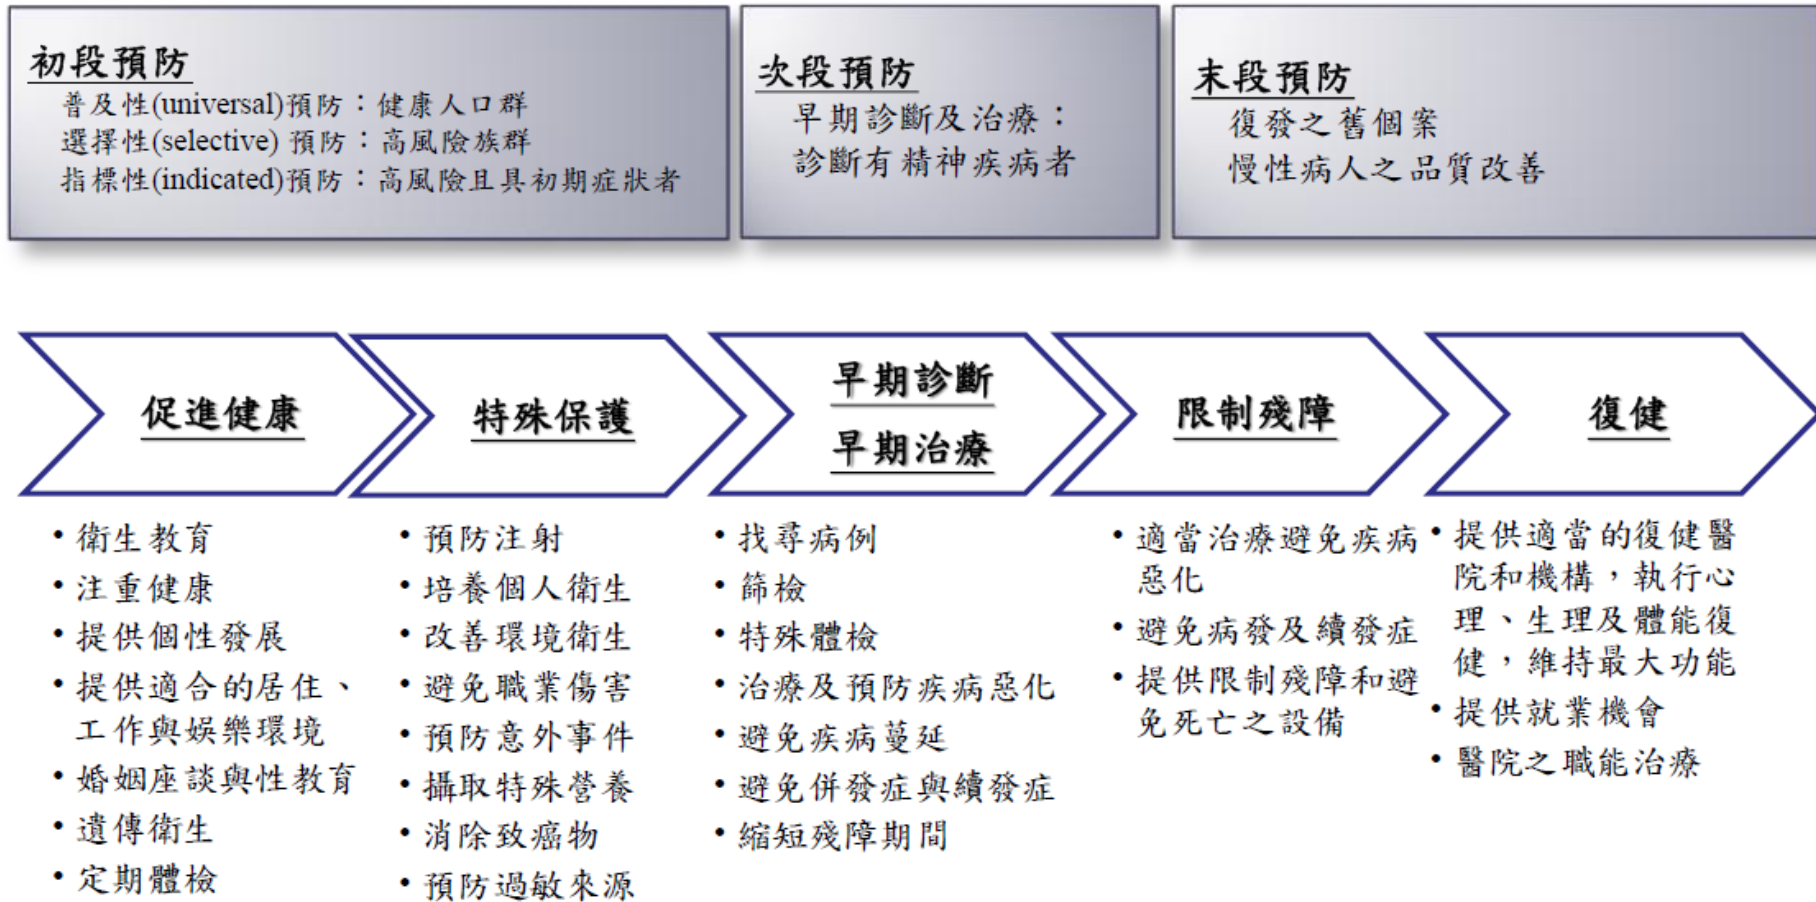 初段預防
普及性(universal)預防：健康人口群
選擇性(selective) 預防：高風險族群
指標性(indicated)預防：高風險且具初期症狀者
次段預防
早期診斷及治療：
診斷有精神疾病者
末段預防
復發之舊個案
慢性病人之品質改善
促進健康
特殊保護
早期診斷
早期治療
限制殘障
復健
• 衛生教育
• 注重健康
• 提供個性發展
• 提供適合的居住、
工作與娛樂環境
• 婚姻座談與性教育
• 遺傳衛生
• 定期體檢
• 預防注射
• 培養個人衛生
• 改善環境衛生
• 避免職業傷害
• 預防意外事件
• 攝取特殊營養
• 消除致癌物
• 預防過敏來源
• 找尋病例
• 篩檢
• 特殊體檢
• 治療及預防疾病惡化
• 避免疾病蔓延
• 避免併發症與續發症
• 縮短殘障期間
• 適當治療避免疾病
惡化
• 避免病發及續發症
• 提供限制殘障和避
免死亡之設備
• 提供適當的復健醫
院和機構，執行心
理、生理及體能復
健，維持最大功能
• 提供就業機會
• 醫院之職能治療